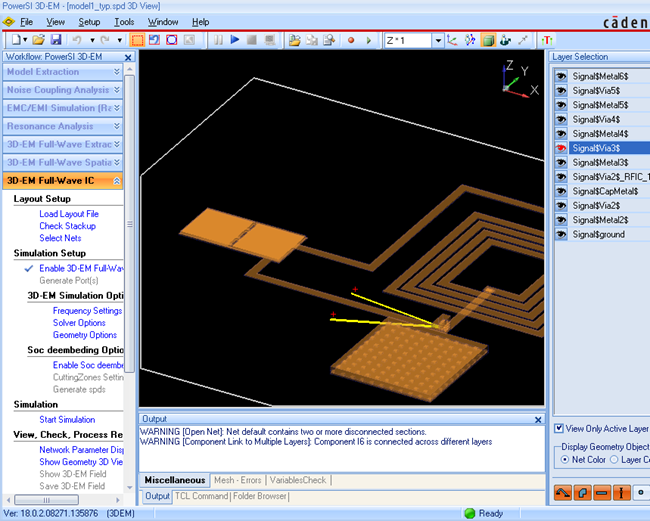 PowerSI 3D-EM - [model1_typ.spd 3D View]
File View Setup Tools Window Help
cāden
Z * 1
Workflow: PowerSI 3D-EM
Model Extraction
Noise Coupling Analysis
EMC/EMI Simulation (Ra
Resonance Analysis
3D-EM Full-Wave Extrac
3D-EM Full-Wave Spatia
3D-EM Full-Wave IC
Layout Setup
Load Layout File
Check Stackup
Select Nets
Simulation Setup
Enable 3D-EM Full-Wav
Generate Port(s)
3D-EM Simulation Opti
Frequency Settings
Solver Options
Geometry Options
Soc deembedding Optio
Enable Soc deembe
CuttingZones Settin
Generate spds
Simulation
Start Simulation
View, Check, Process Re
Network Parameter Disp
Show Geometry 3D View
Show 3D-EM Field
Save 3D-EM Field
Z
Y
X
Layer Selection
Signal$Metal6$
Signal$Via5$
Signal$Metal5$
Signal$Via4$
Signal$Metal4$
Signal$Via3$
Signal$Metal3$
Signal$Via2$_RFIC_1
Signal$CapMetal$
Signal$Via2$
Signal$Metal2$
Signal$ground
View Only Active Layer
Display Geometry Object
Net Color Layer Co
Output
WARNING [Open Net]: Net default contains two or more disconnected sections.
WARNING [Component Link to Multiple Layers]: Component I6 is connected across different layers
Miscellaneous Mesh - Errors VariablesCheck
Output TCL Command Folder Browser
Ver: 18.0.2.08271.135876 (3DEM)
Ready